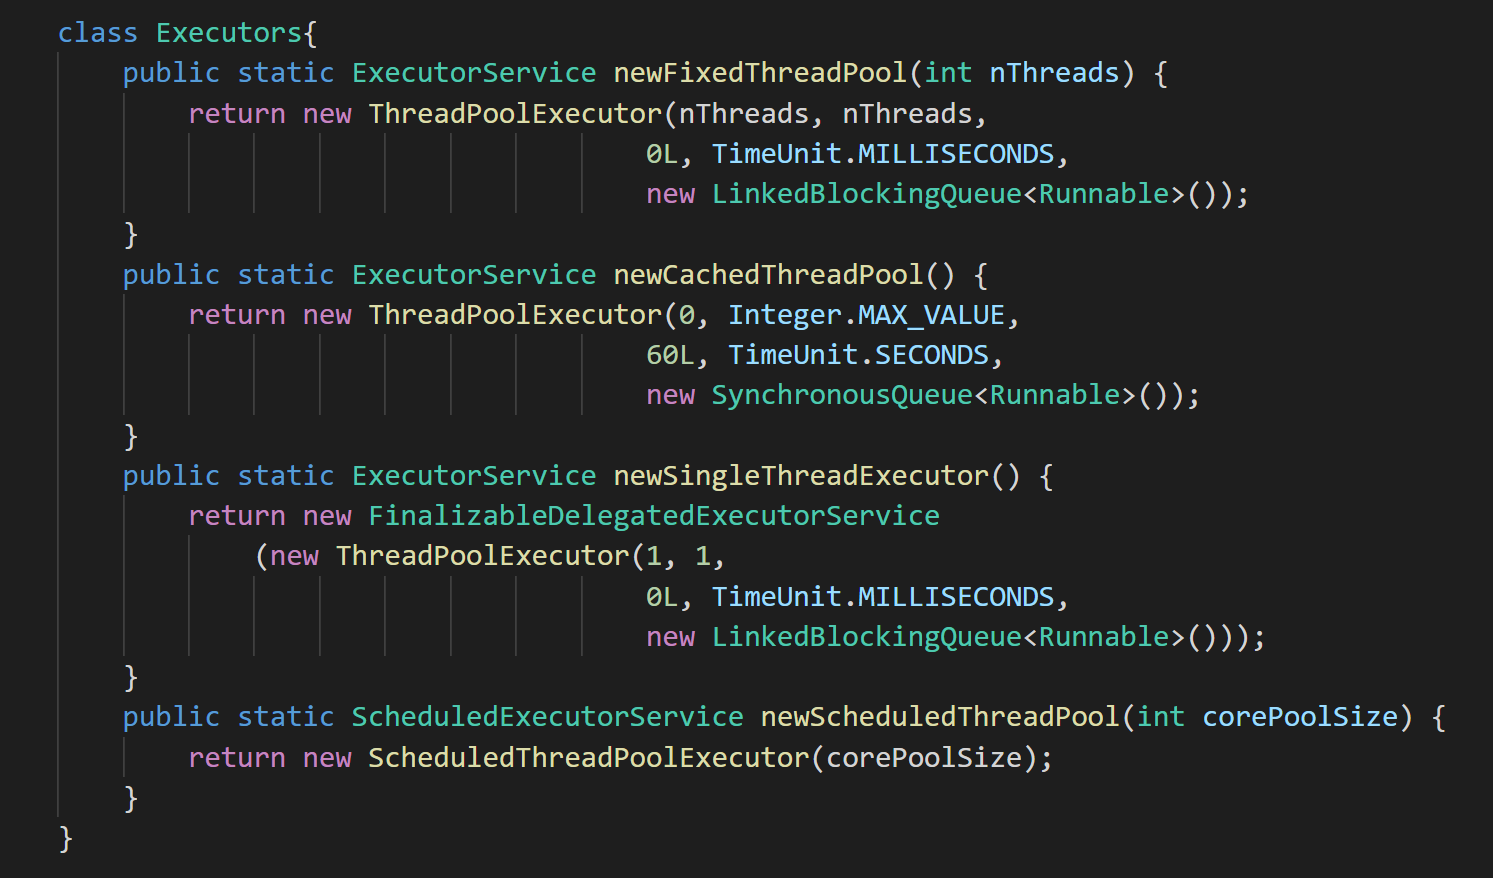 class Executors{
    public static ExecutorService newFixedThreadPool(int nThreads) {
        return new ThreadPoolExecutor(nThreads, nThreads,
                                    0L, TimeUnit.MILLISECONDS,
                                    new LinkedBlockingQueue<Runnable>());
    }
    public static ExecutorService newCachedThreadPool() {
        return new ThreadPoolExecutor(0, Integer.MAX_VALUE,
                                    60L, TimeUnit.SECONDS,
                                    new SynchronousQueue<Runnable>());
    }
    public static ExecutorService newSingleThreadExecutor() {
        return new FinalizableDelegatedExecutorService
            (new ThreadPoolExecutor(1, 1,
                                    0L, TimeUnit.MILLISECONDS,
                                    new LinkedBlockingQueue<Runnable>()));
    }
    public static ScheduledExecutorService newScheduledThreadPool(int corePoolSize) {
        return new ScheduledThreadPoolExecutor(corePoolSize);
    }
}